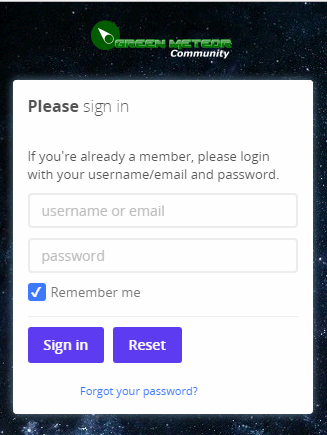 GREEN METEOR
Community
Please sign in
If you're already a member, please login
with your username/email and password.
username or email
password
Remember me
Sign in Reset
Forgot your password?